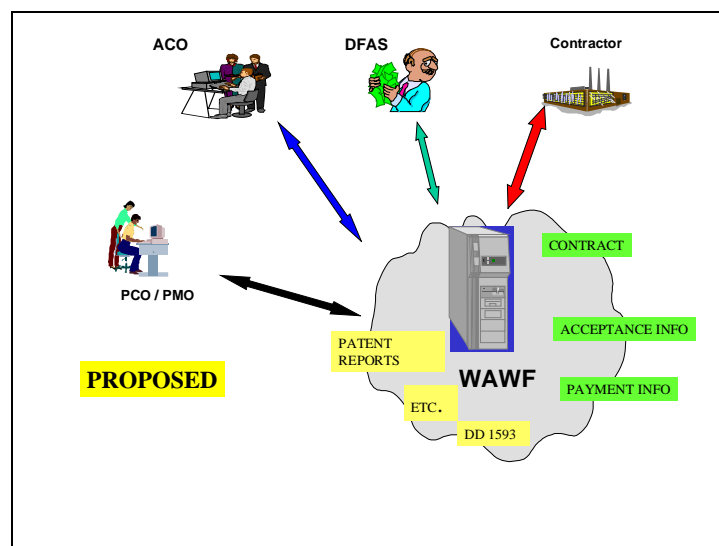 ACO
DFAS
Contractor
PCO / PMO
CONTRACT
ACCEPTANCE INFO
PATENT
REPORTS
PROPOSED
WAWF
PAYMENT INFO
ETC.
DD 1593